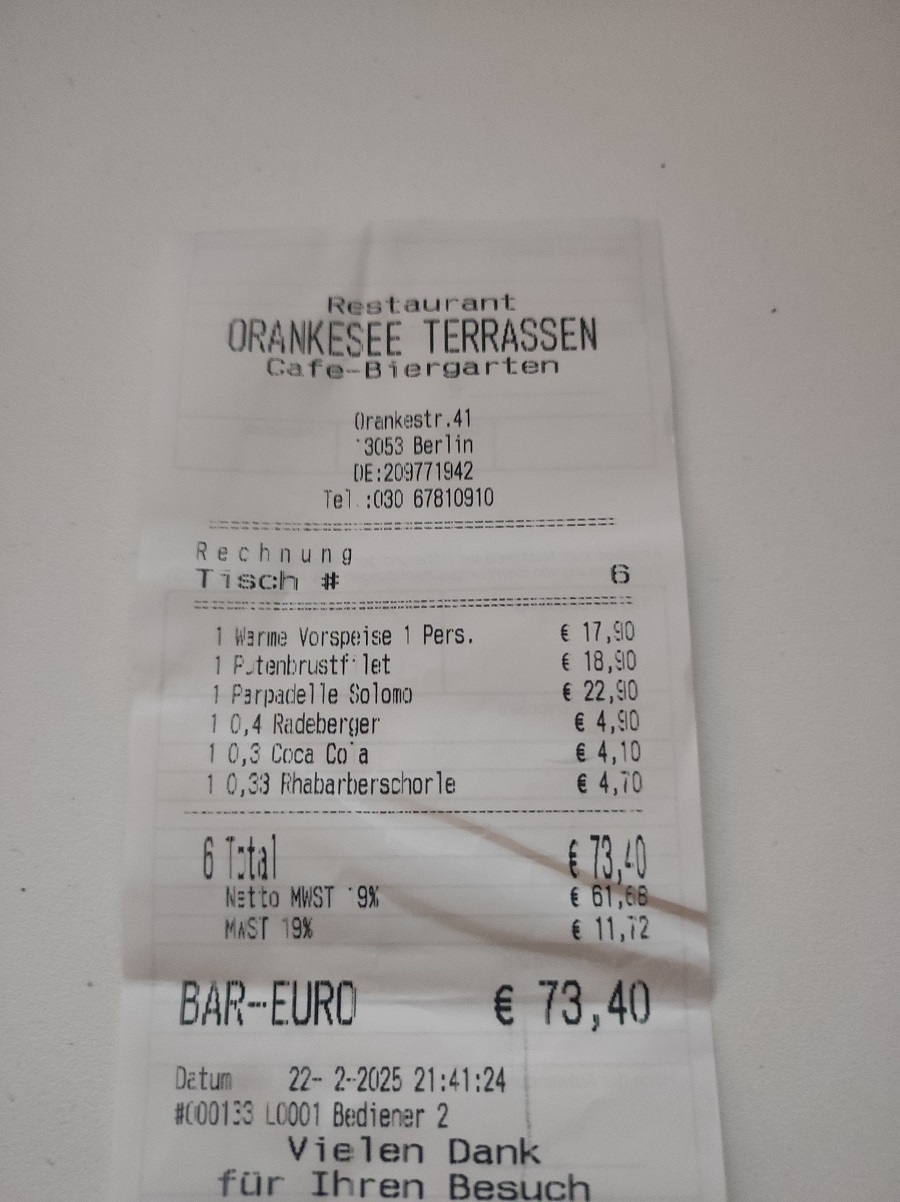 Restaurant
ORANKESEE TERRASSEN
Cafe-Biergarten
Orankestr.41
13053 Berlin
DE:209771942
Tel.:030 67810910
Rechnung
Tisch # 6
1 Warme Vorspeise 1 Pers. € 17,90
1 Putenbrustfilet € 18,90
1 Parpadelle Solomo € 22,90
1 0,4 Radeberger € 4,90
1 0,3 Coca Cola € 4,10
1 0,33 Rhabarberschorle € 4,70
6 Total € 73,40
Netto MWST 19% € 61,68
MwST 19% € 11,72
BAR-EURO € 73,40
Datum 22- 2-2025 21:41:24
#000133 L0001 Bediener 2
Vielen Dank
für Ihren Besuch